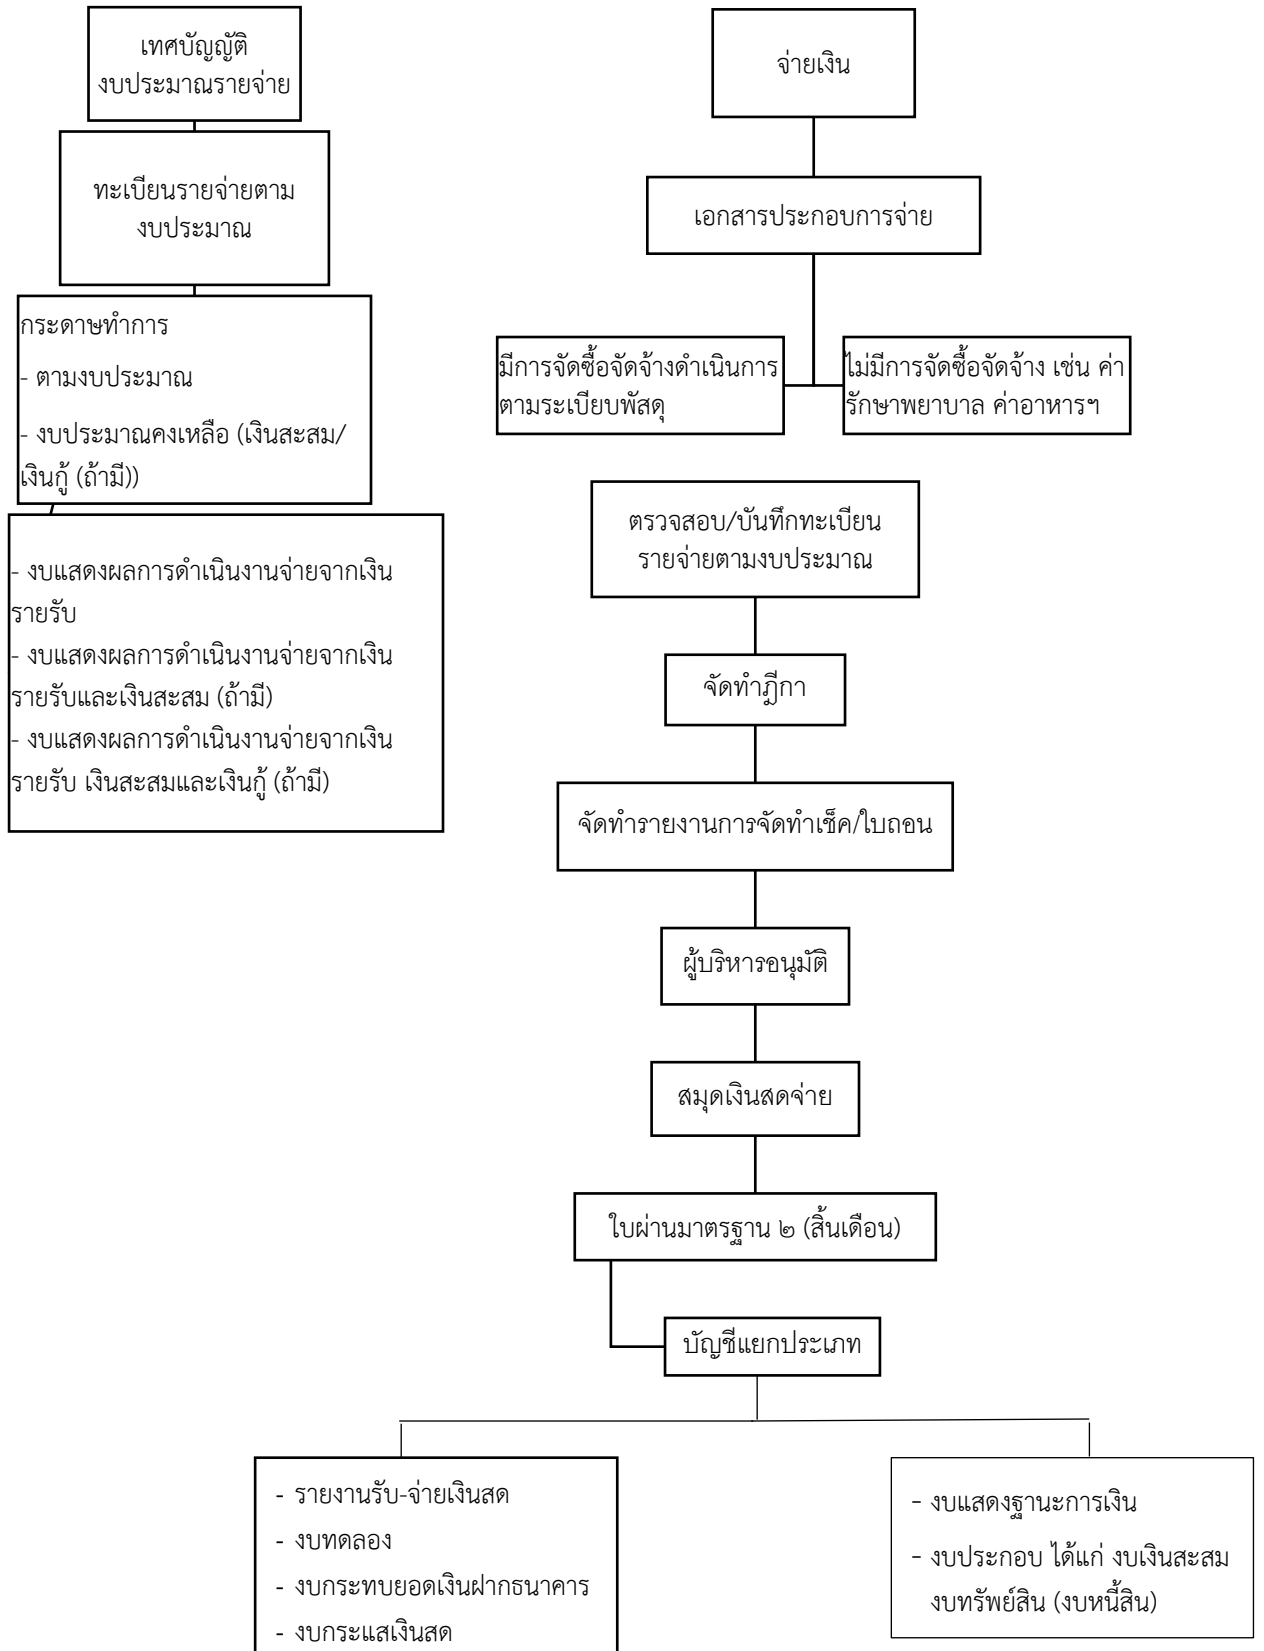 เทศบัญญัติ
งบประมาณรายจ่าย
ทะเบียนรายจ่ายตาม
งบประมาณ
กระดาษทำการ
- ตามงบประมาณ
- งบประมาณคงเหลือ (เงินสะสม/
เงินกู้ (ถ้ามี))
- งบแสดงผลการดำเนินงานจ่ายจากเงิน
รายรับ
- งบแสดงผลการดำเนินงานจ่ายจากเงิน
รายรับและเงินสะสม (ถ้ามี)
- งบแสดงผลการดำเนินงานจ่ายจากเงิน
รายรับ เงินสะสมและเงินกู้ (ถ้ามี)
จ่ายเงิน
เอกสารประกอบการจ่าย
มีการจัดซื้อจัดจ้างดำเนินการ
ตามระเบียบพัสดุ
ไม่มีการจัดซื้อจัดจ้าง เช่น ค่า
รักษาพยาบาล ค่าอาหารฯ
ตรวจสอบ/บันทึกทะเบียน
รายจ่ายตามงบประมาณ
จัดทำฎีกา
จัดทำรายงานการจัดทำเช็ค/ใบถอน
ผู้บริหารอนุมัติ
สมุดเงินสดจ่าย
ใบผ่านมาตรฐาน ๒ (สิ้นเดือน)
บัญชีแยกประเภท
- รายงานรับ-จ่ายเงินสด
- งบทดลอง
- งบกระทบยอดเงินฝากธนาคาร
- งบกระแสเงินสด
- งบแสดงฐานะการเงิน
- งบประกอบ ได้แก่ งบเงินสะสม
งบทรัพย์สิน (งบหนี้สิน)